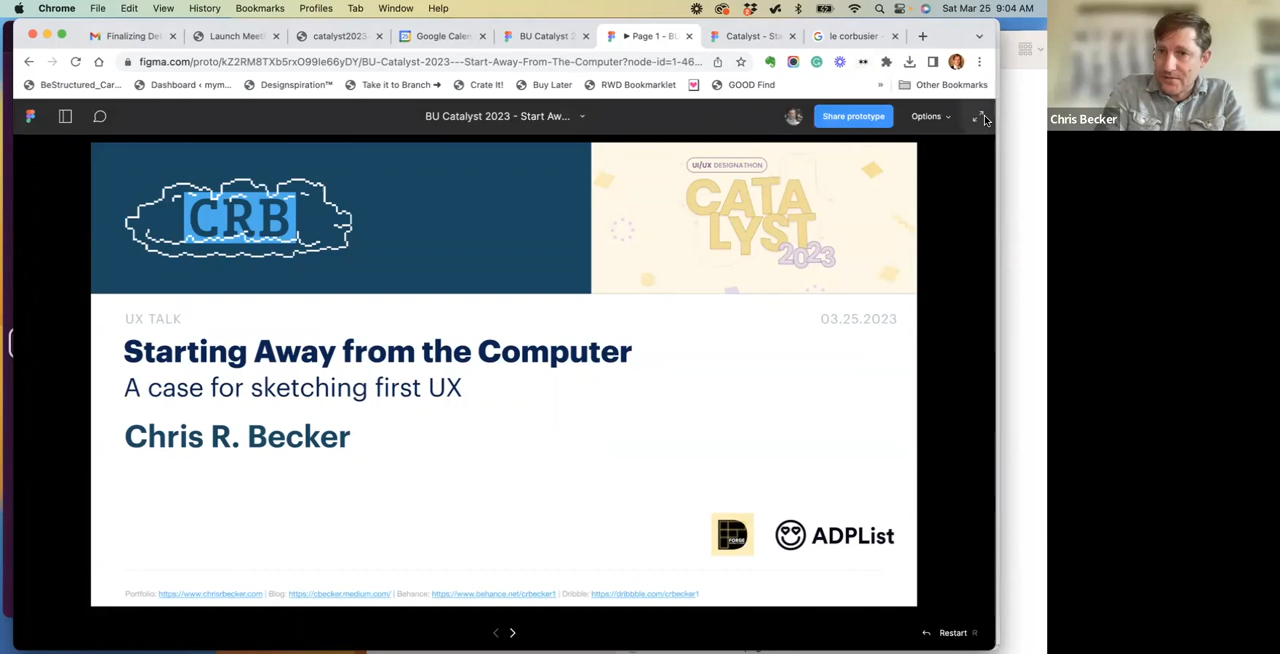 Chrome File Edit View History Bookmarks Profiles Tab Window Help Sat Mar 25 9:04 AM
Finalizing De Launch Meeti catalyst2023- Google Calen BU Catalyst 2 Page 1 - BU Catalyst - Sta le corbusier -
figma.com/proto/kZ2RM8TXb5rxO99Ie66yDY/BU-Catalyst-2023---Start-Away-From-The-Computer?node-id=1-46...
BeStructured_Car... Dashboard ‹ mym... Designspiration™ Take it to Branch ➔ Crate It! Buy Later RWD Bookmarklet GOOD Find » Other Bookmarks
BU Catalyst 2023 - Start Aw... Share prototype Options
Chris Becker
CRB
UI/UX DESIGNATHON
CATA
LYST
2023
UX TALK 03.25.2023
Starting Away from the Computer
A case for sketching first UX
Chris R. Becker
FORGE
ADPList
Portfolio: https://www.chrisrbecker.com | Blog: https://cbecker.medium.com/ | Behance: https://www.behance.net/crbecker1 | Dribble: https://dribbble.com/crbecker1
Restart R